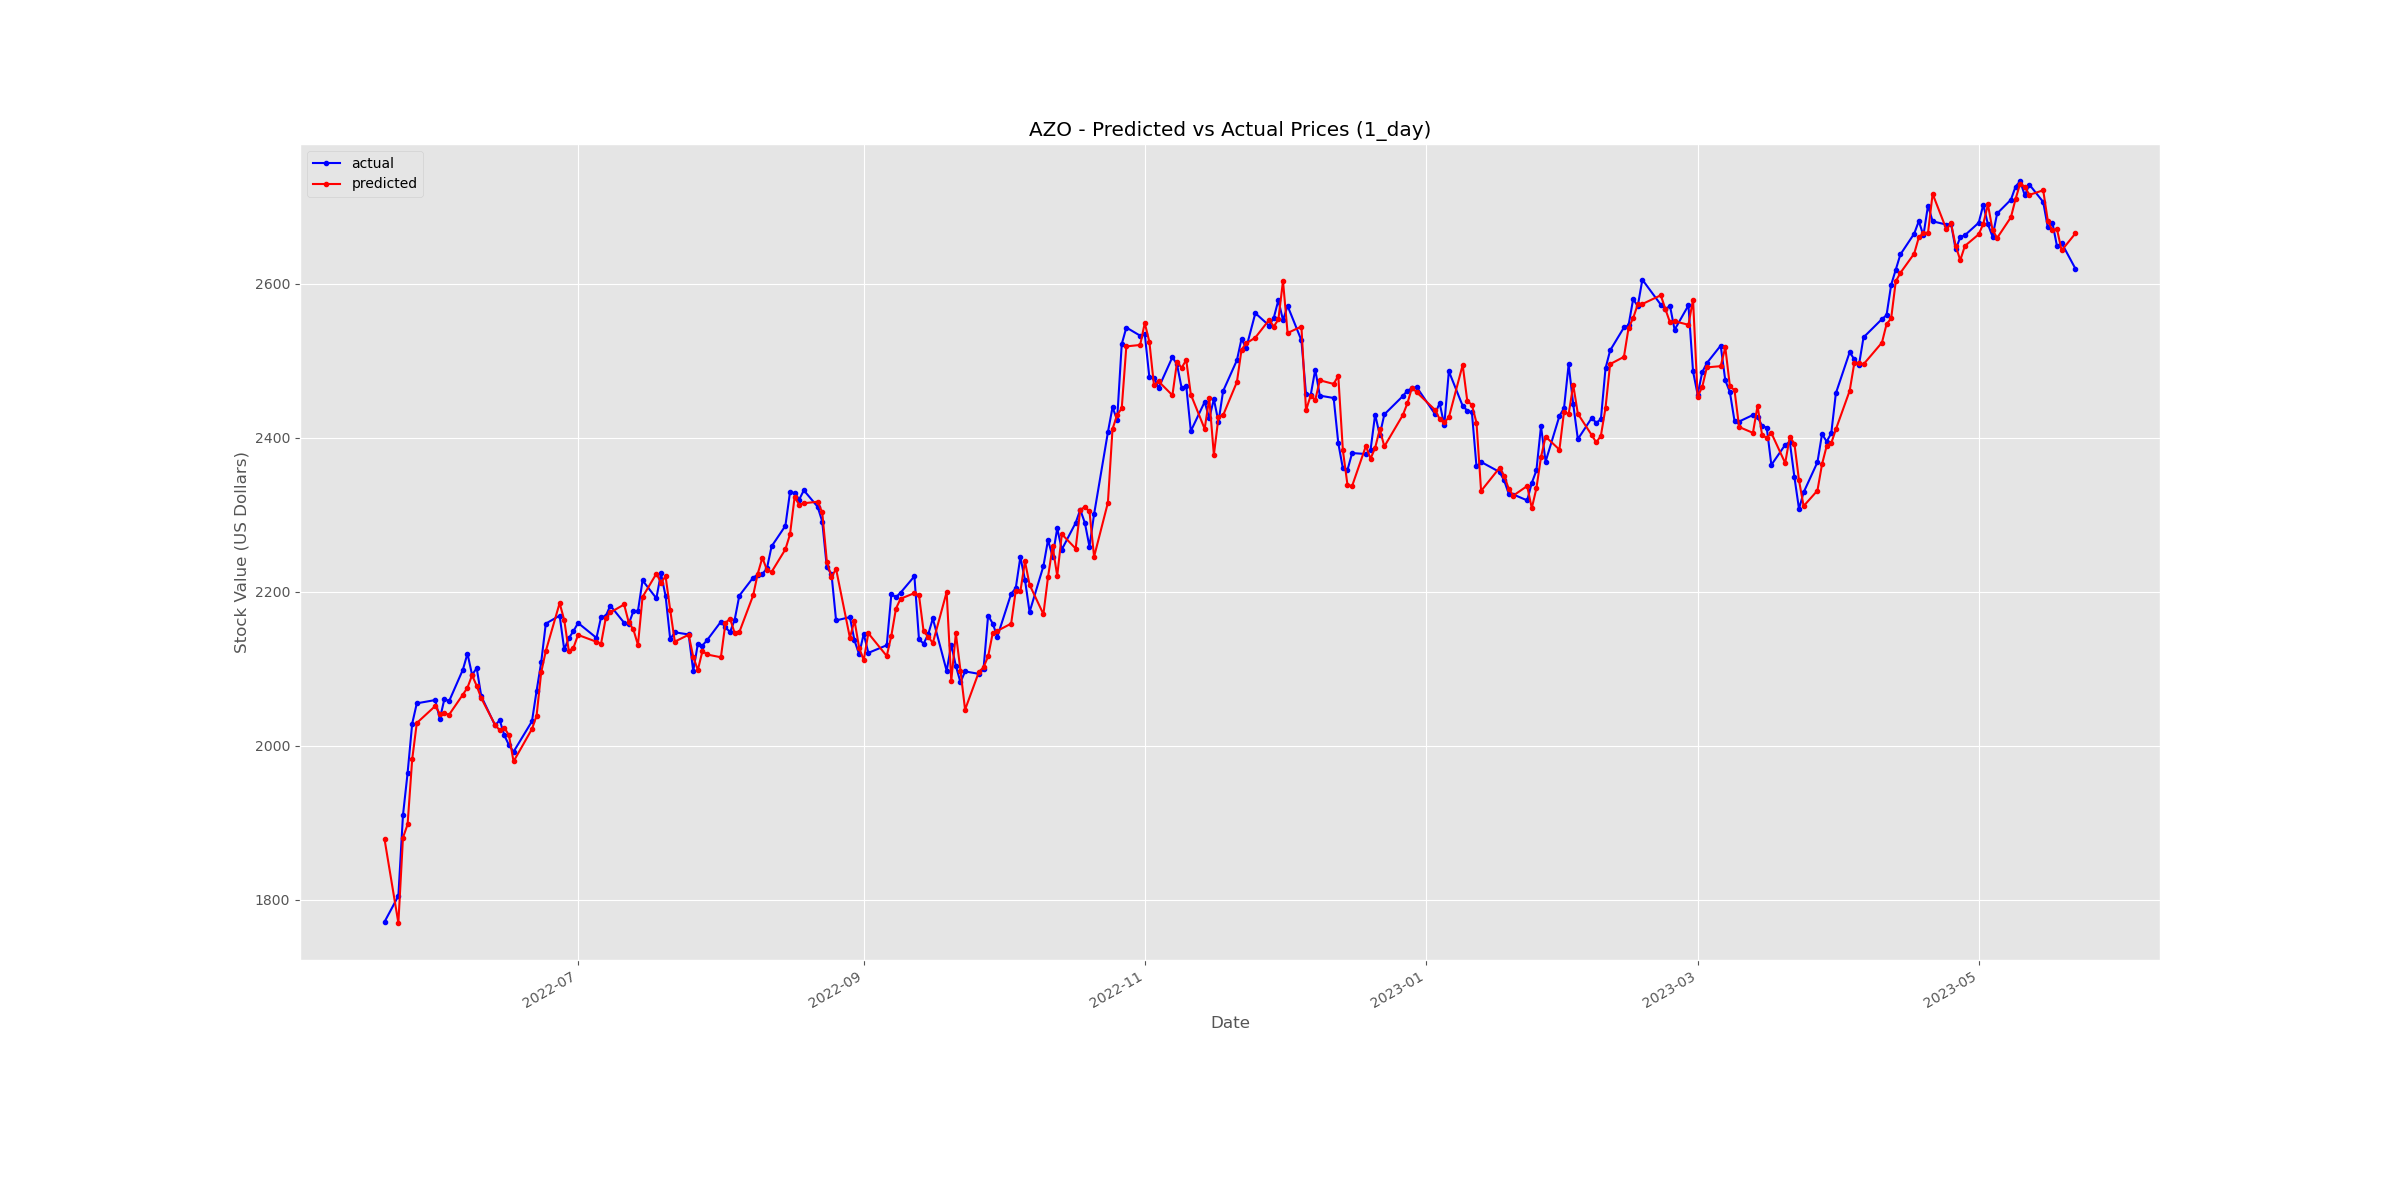 AZO - Predicted vs Actual Prices (1_day)
actual
predicted
2600
2400
2200
2000
1800
Stock Value (US Dollars)
2022-07
2022-09
2022-11
2023-01
2023-03
2023-05
Date